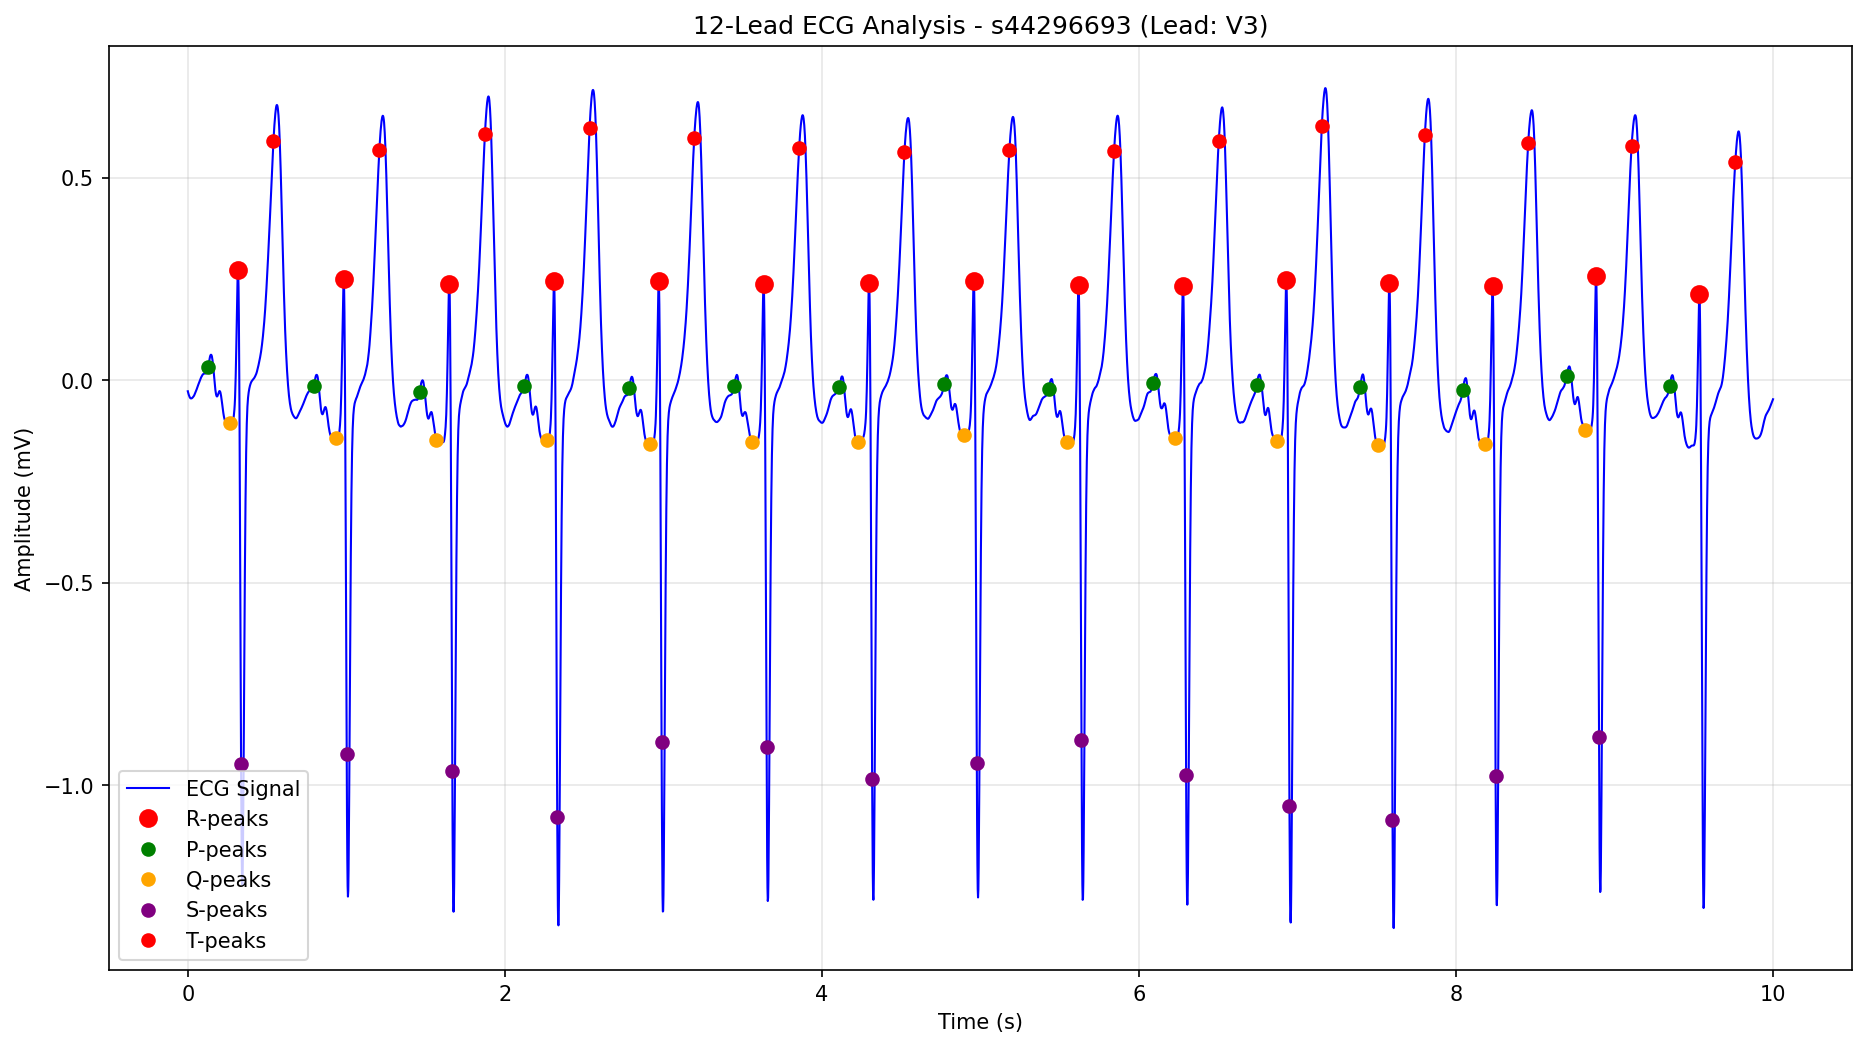 12-Lead ECG Analysis - s44296693 (Lead: V3)
Amplitude (mV)
0.5
0.0
−0.5
−1.0
ECG Signal
R-peaks
P-peaks
Q-peaks
S-peaks
T-peaks
0 2 4 6 8 10
Time (s)